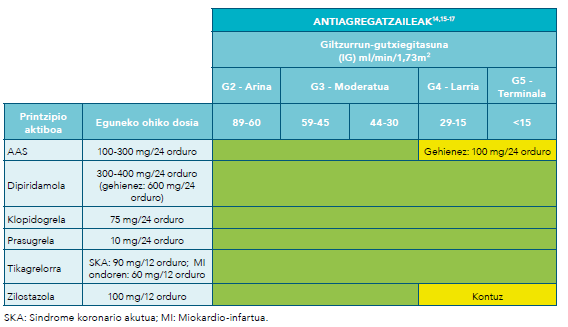 ANTIAGREGATZAILEAK14,15-17
Giltzurrun-gutxiegitasuna
(IG) ml/min/1,73m2
G2 - Arina
G3 - Moderatua
G4 - Larria
G5 -
Terminala
Printzipio
aktiboa
Eguneko ohiko dosia
89-60
59-45
44-30
29-15
<15
AAS
100-300 mg/24 orduro
Gehienez: 100 mg/24 orduro
Dipiridamola
300-400 mg/24 orduro
(gehienez: 600 mg/24
orduro)
Klopidogrela
75 mg/24 orduro
Prasugrela
10 mg/24 orduro
Tikagrelorra
SKA: 90 mg/12 orduro; MI
ondoren: 60 mg/12 orduro
Zilostazola
100 mg/12 orduro
Kontuz
SKA: Sindrome koronario akutua; MI: Miokardio-infartua.